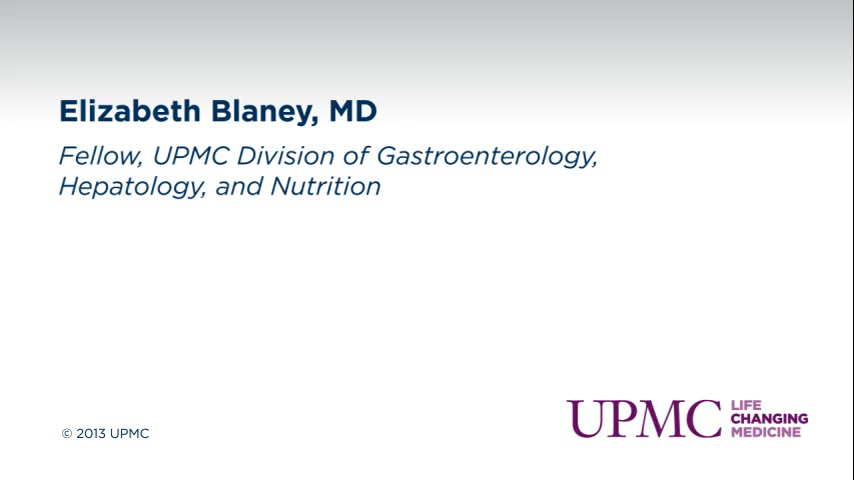 Elizabeth Blaney, MD
Fellow, UPMC Division of Gastroenterology,
Hepatology, and Nutrition
© 2013 UPMC
UPMC
LIFE
CHANGING
MEDICINE